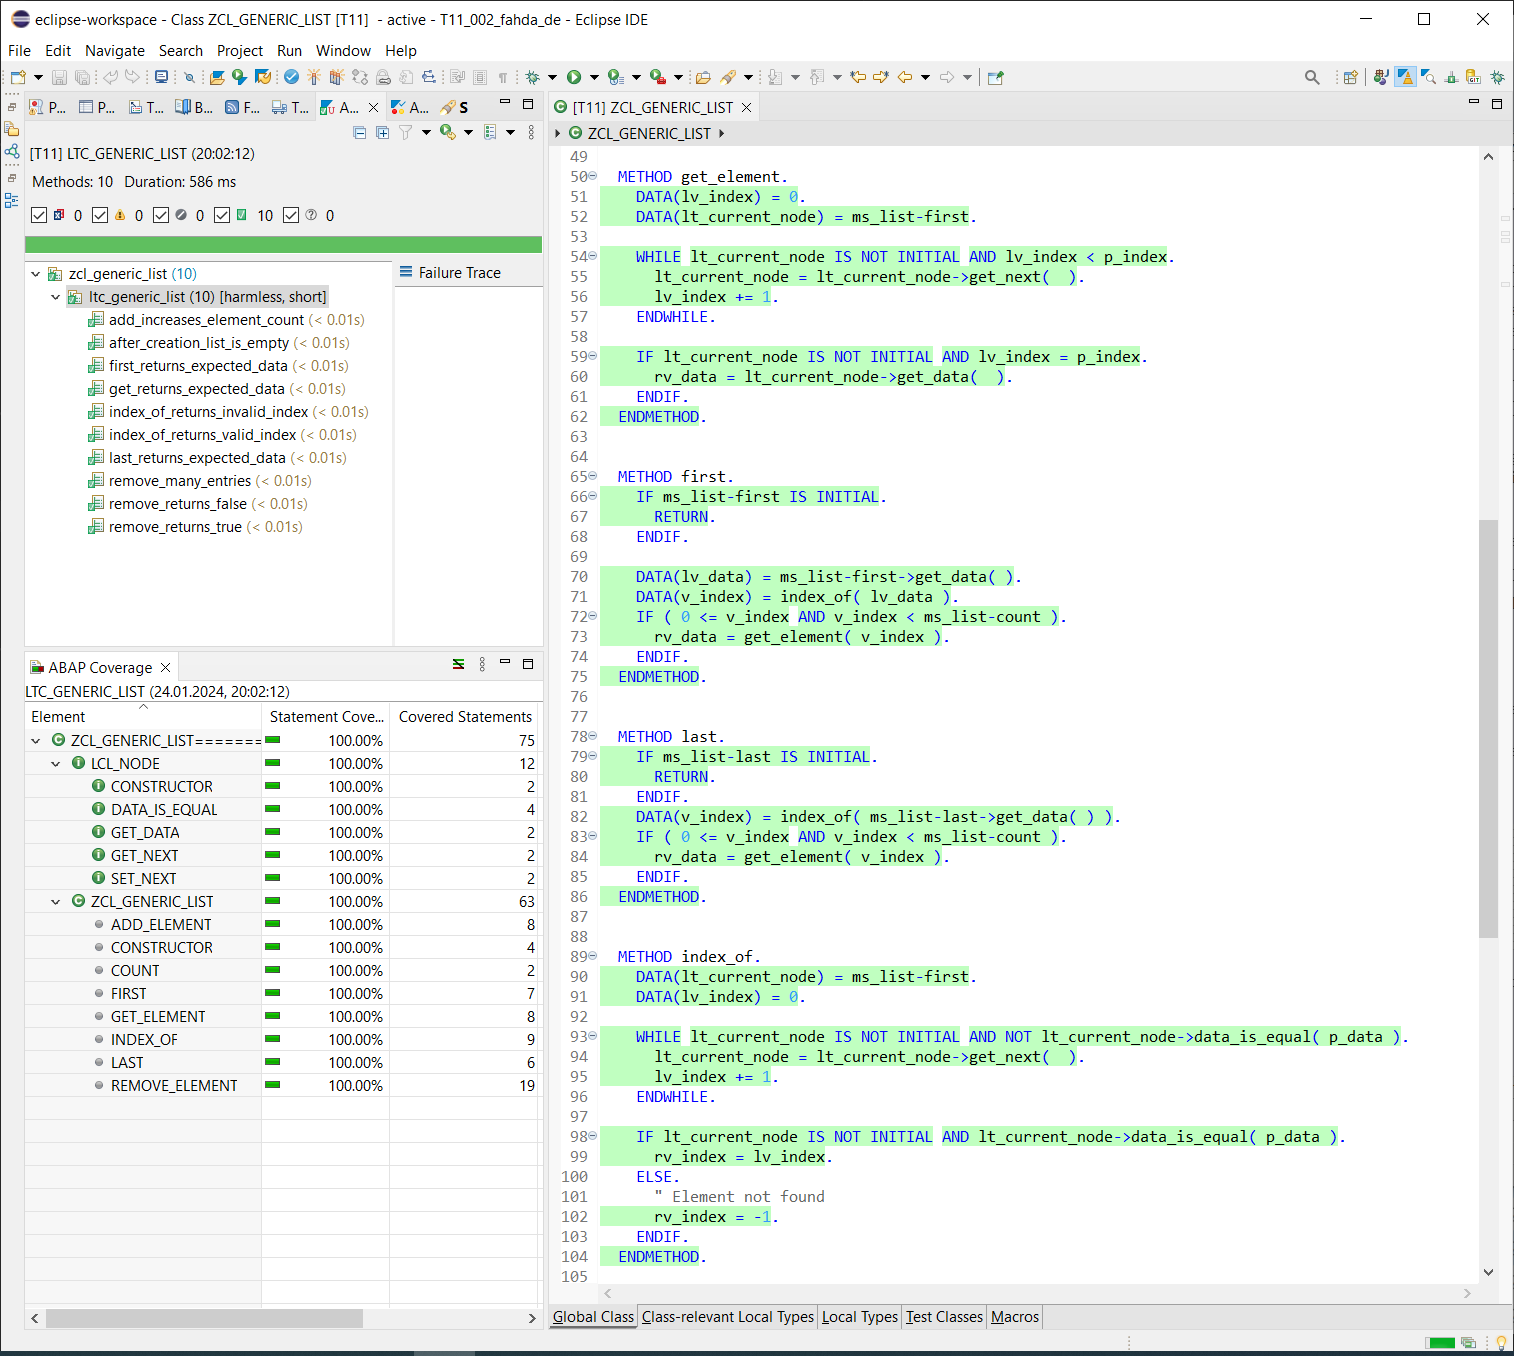 eclipse-workspace - Class ZCL_GENERIC_LIST [T11]  - active - T11_002_fahda_de - Eclipse IDE
File Edit Navigate Search Project Run Window Help
P... P... T... B... F... T... A... A... S
[T11] LTC_GENERIC_LIST (20:02:12)
Methods: 10 Duration: 586 ms
0 0 0 10 0
zcl_generic_list (10)
ltc_generic_list (10) [harmless, short]
add_increases_element_count (< 0.01s)
after_creation_list_is_empty (< 0.01s)
first_returns_expected_data (< 0.01s)
get_returns_expected_data (< 0.01s)
index_of_returns_invalid_index (< 0.01s)
index_of_returns_valid_index (< 0.01s)
last_returns_expected_data (< 0.01s)
remove_many_entries (< 0.01s)
remove_returns_false (< 0.01s)
remove_returns_true (< 0.01s)
Failure Trace
ABAP Coverage
LTC_GENERIC_LIST (24.01.2024, 20:02:12)
Element Statement Cove... Covered Statements
ZCL_GENERIC_LIST======= 100.00% 75
LCL_NODE 100.00% 12
CONSTRUCTOR 100.00% 2
DATA_IS_EQUAL 100.00% 4
GET_DATA 100.00% 2
GET_NEXT 100.00% 2
SET_NEXT 100.00% 2
ZCL_GENERIC_LIST 100.00% 63
ADD_ELEMENT 100.00% 8
CONSTRUCTOR 100.00% 4
COUNT 100.00% 2
FIRST 100.00% 7
GET_ELEMENT 100.00% 8
INDEX_OF 100.00% 9
LAST 100.00% 6
REMOVE_ELEMENT 100.00% 19
[T11] ZCL_GENERIC_LIST
ZCL_GENERIC_LIST
49
50 METHOD get_element.
51 DATA(lv_index) = 0.
52 DATA(lt_current_node) = ms_list-first.
53
54 WHILE lt_current_node IS NOT INITIAL AND lv_index < p_index.
55 lt_current_node = lt_current_node->get_next(  ).
56 lv_index += 1.
57 ENDWHILE.
58
59 IF lt_current_node IS NOT INITIAL AND lv_index = p_index.
60 rv_data = lt_current_node->get_data(  ).
61 ENDIF.
62 ENDMETHOD.
63
64
65 METHOD first.
66 IF ms_list-first IS INITIAL.
67 RETURN.
68 ENDIF.
69
70 DATA(lv_data) = ms_list-first->get_data( ).
71 DATA(v_index) = index_of( lv_data ).
72 IF ( 0 <= v_index AND v_index < ms_list-count ).
73 rv_data = get_element( v_index ).
74 ENDIF.
75 ENDMETHOD.
76
77
78 METHOD last.
79 IF ms_list-last IS INITIAL.
80 RETURN.
81 ENDIF.
82 DATA(v_index) = index_of( ms_list-last->get_data( ) ).
83 IF ( 0 <= v_index AND v_index < ms_list-count ).
84 rv_data = get_element( v_index ).
85 ENDIF.
86 ENDMETHOD.
87
88
89 METHOD index_of.
90 DATA(lt_current_node) = ms_list-first.
91 DATA(lv_index) = 0.
92
93 WHILE lt_current_node IS NOT INITIAL AND NOT lt_current_node->data_is_equal( p_data ).
94 lt_current_node = lt_current_node->get_next(  ).
95 lv_index += 1.
96 ENDWHILE.
97
98 IF lt_current_node IS NOT INITIAL AND lt_current_node->data_is_equal( p_data ).
99 rv_index = lv_index.
100 ELSE.
101 " Element not found
102 rv_index = -1.
103 ENDIF.
104 ENDMETHOD.
105
Global Class Class-relevant Local Types Local Types Test Classes Macros